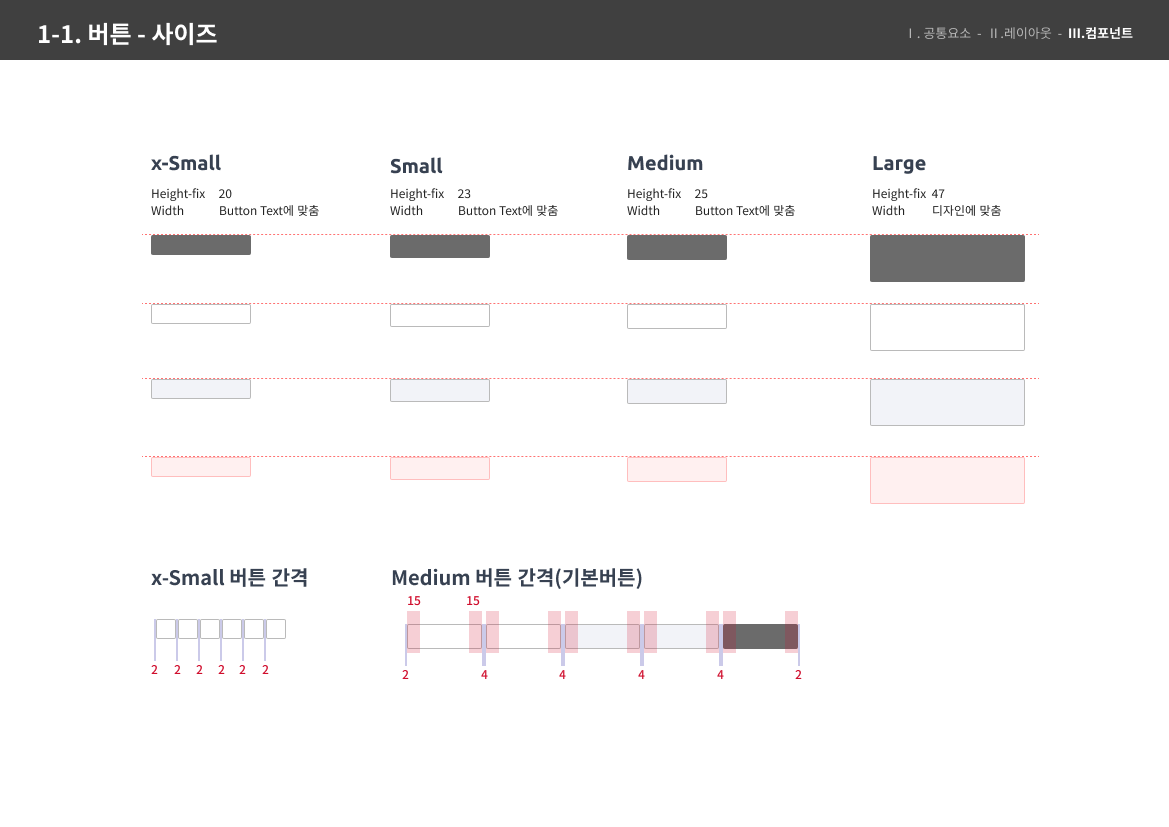 1-1. 버튼 - 사이즈
Ⅰ. 공통요소 - Ⅱ.레이아웃 - Ⅲ.컴포넌트
x-Small
Height-fix 20
Width Button Text에 맞춤
Small
Height-fix 23
Width Button Text에 맞춤
Medium
Height-fix 25
Width Button Text에 맞춤
Large
Height-fix 47
Width 디자인에 맞춤
x-Small 버튼 간격
2 2 2 2 2 2
Medium 버튼 간격(기본버튼)
15 15
2 4 4 4 4 2